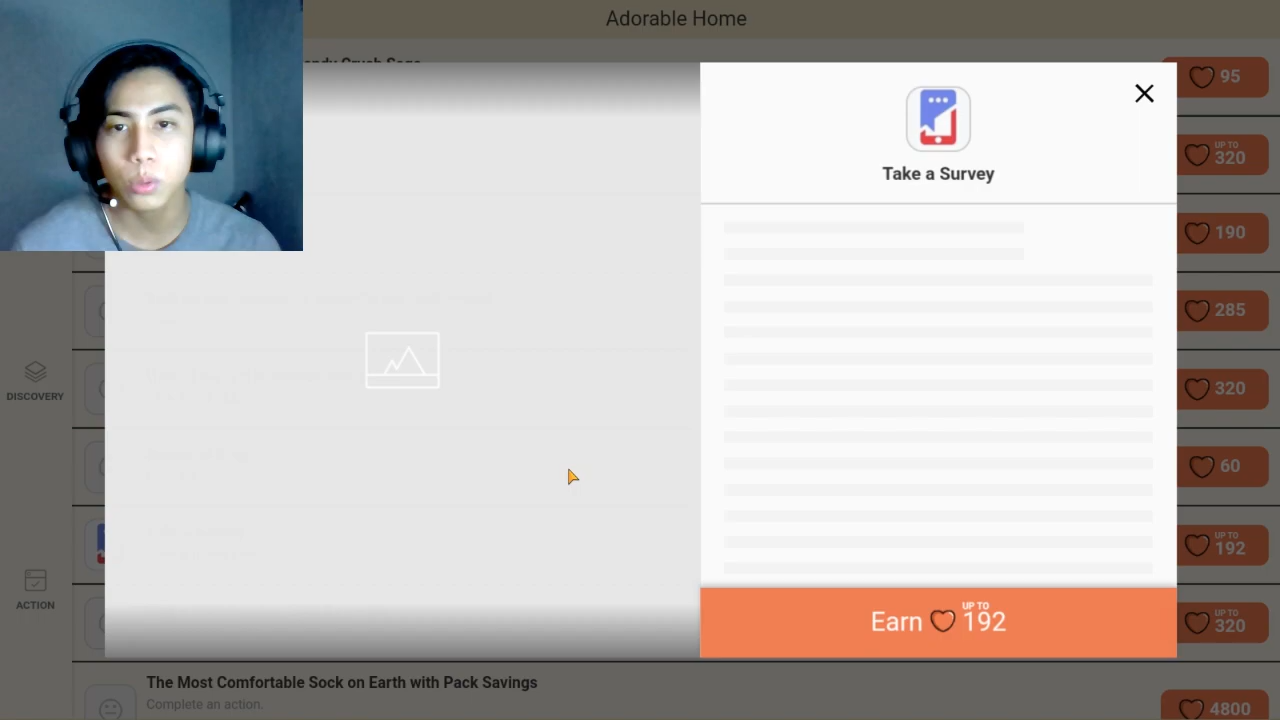 Adorable Home
95
Take a Survey
UP TO
320
190
285
DISCOVERY
320
60
UP TO
192
ACTION
Earn UP TO 192
UP TO
320
The Most Comfortable Sock on Earth with Pack Savings
Complete an action.
4800